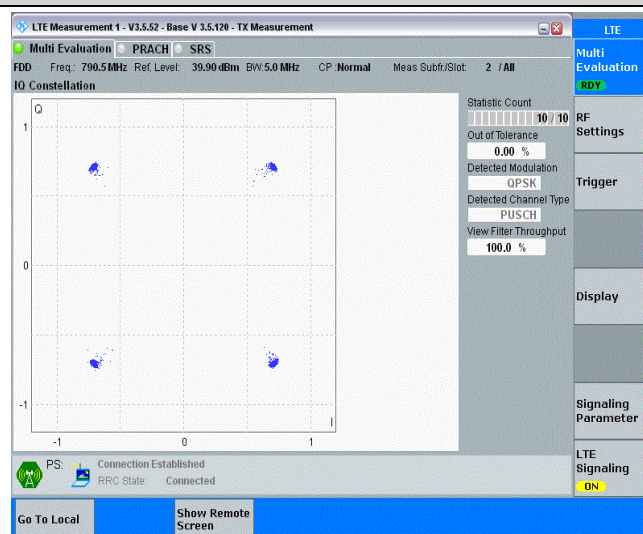 LTE Measurement 1 - V3.5.52 - Base V 3.5.120 - TX Measurement
LTE
Multi Evaluation PRACH SRS
FDD Freq.: 790.5 MHz Ref. Level: 39.90 dBm BW: 5.0 MHz CP : Normal Meas Subfr./Slot: 2 / All
IQ Constellation
Q
1
0
-1
-1 0 1
I
Statistic Count
10 / 10
Out of Tolerance
0.00 %
Detected Modulation
QPSK
Detected Channel Type
PUSCH
View Filter Throughput
100.0 %
Multi
Evaluation
RDY
RF
Settings
Trigger
Display
Signaling
Parameter
LTE
Signaling
ON
PS: Connection Established
RRC State: Connected
Go To Local
Show Remote
Screen